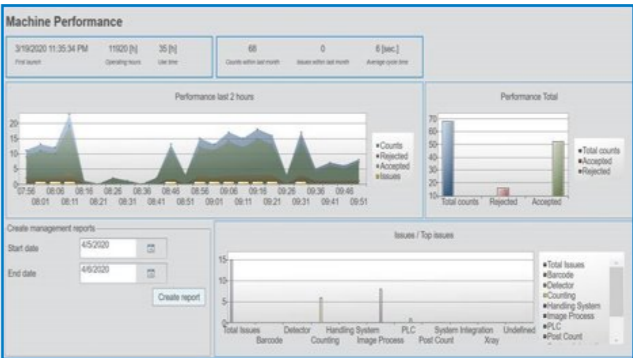 Machine Performance
3/19/2020 11:35:34 PM 11920 [h] 35 [h]
First launch Operating hours Use time
68 0 6 [sec.]
Counts within last month Issues within last month Average cycle time
Performance last 2 hours
20
15
10
5
0
07:56 08:06 08:16 08:26 08:36 08:46 08:56 09:06 09:16 09:26 09:36 09:46
08:01 08:11 08:21 08:31 08:41 08:51 09:01 09:11 09:21 09:31 09:41 09:51
Counts
Rejected
Accepted
Issues
Performance Total
70
60
50
40
30
20
10
Total counts Rejected Accepted
Total counts
Accepted
Rejected
Create management reports
Start date 4/5/2020
End date 4/6/2020
Create report
Issues / Top issues
15
10
5
0
Total Issues Detector Handling System PLC System Integration Undefined
Barcode Counting Image Process Post Count Xray
Total Issues
Barcode
Detector
Counting
Handling System
Image Process
PLC
Post Count